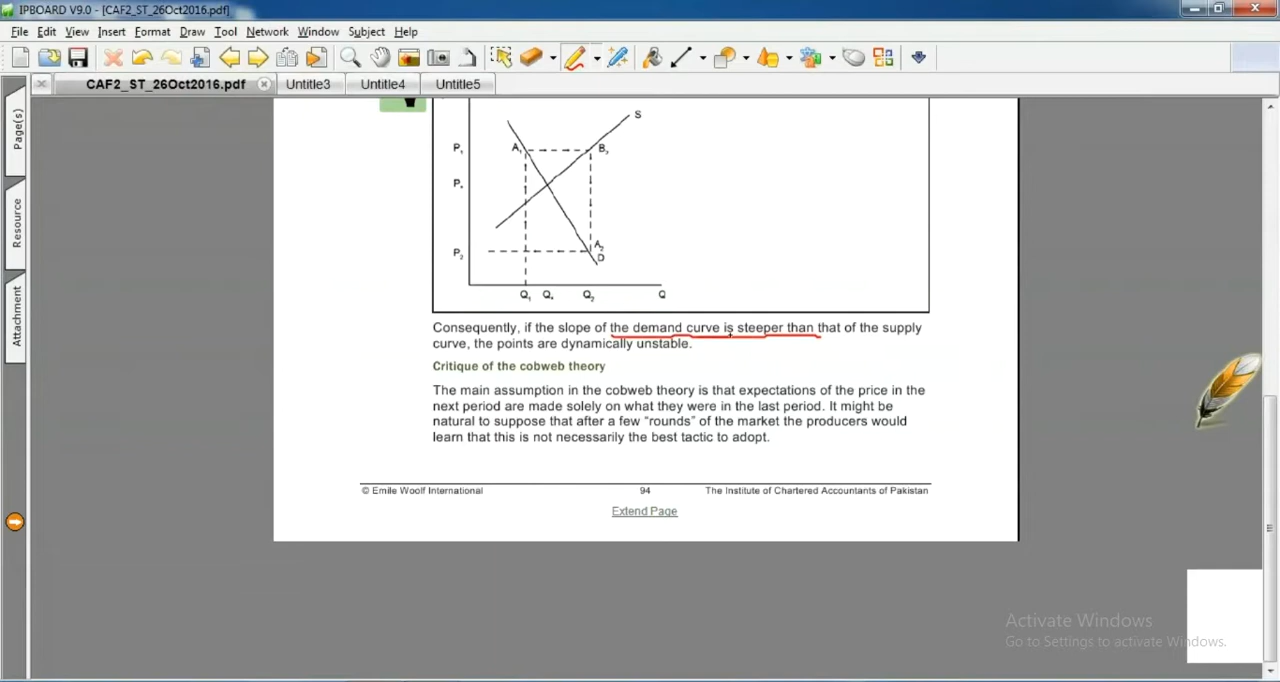 IPBOARD V9.0 - [CAF2_ST_26Oct2016.pdf]
File Edit View Insert Format Draw Tool Network Window Subject Help
CAF2_ST_26Oct2016.pdf Untitle3 Untitle4 Untitle5
Page(s)
Resource
Attachment
S
P₁ A₁ B₁
Pₑ
A₂
P₂ D
Q₁ Qₑ Q₂ Q
Consequently, if the slope of the demand curve is steeper than that of the supply
curve, the points are dynamically unstable.
Critique of the cobweb theory
The main assumption in the cobweb theory is that expectations of the price in the
next period are made solely on what they were in the last period. It might be
natural to suppose that after a few “rounds” of the market the producers would
learn that this is not necessarily the best tactic to adopt.
© Emile Woolf International 94 The Institute of Chartered Accountants of Pakistan
Extend Page
Activate Windows
Go to Settings to activate Windows.